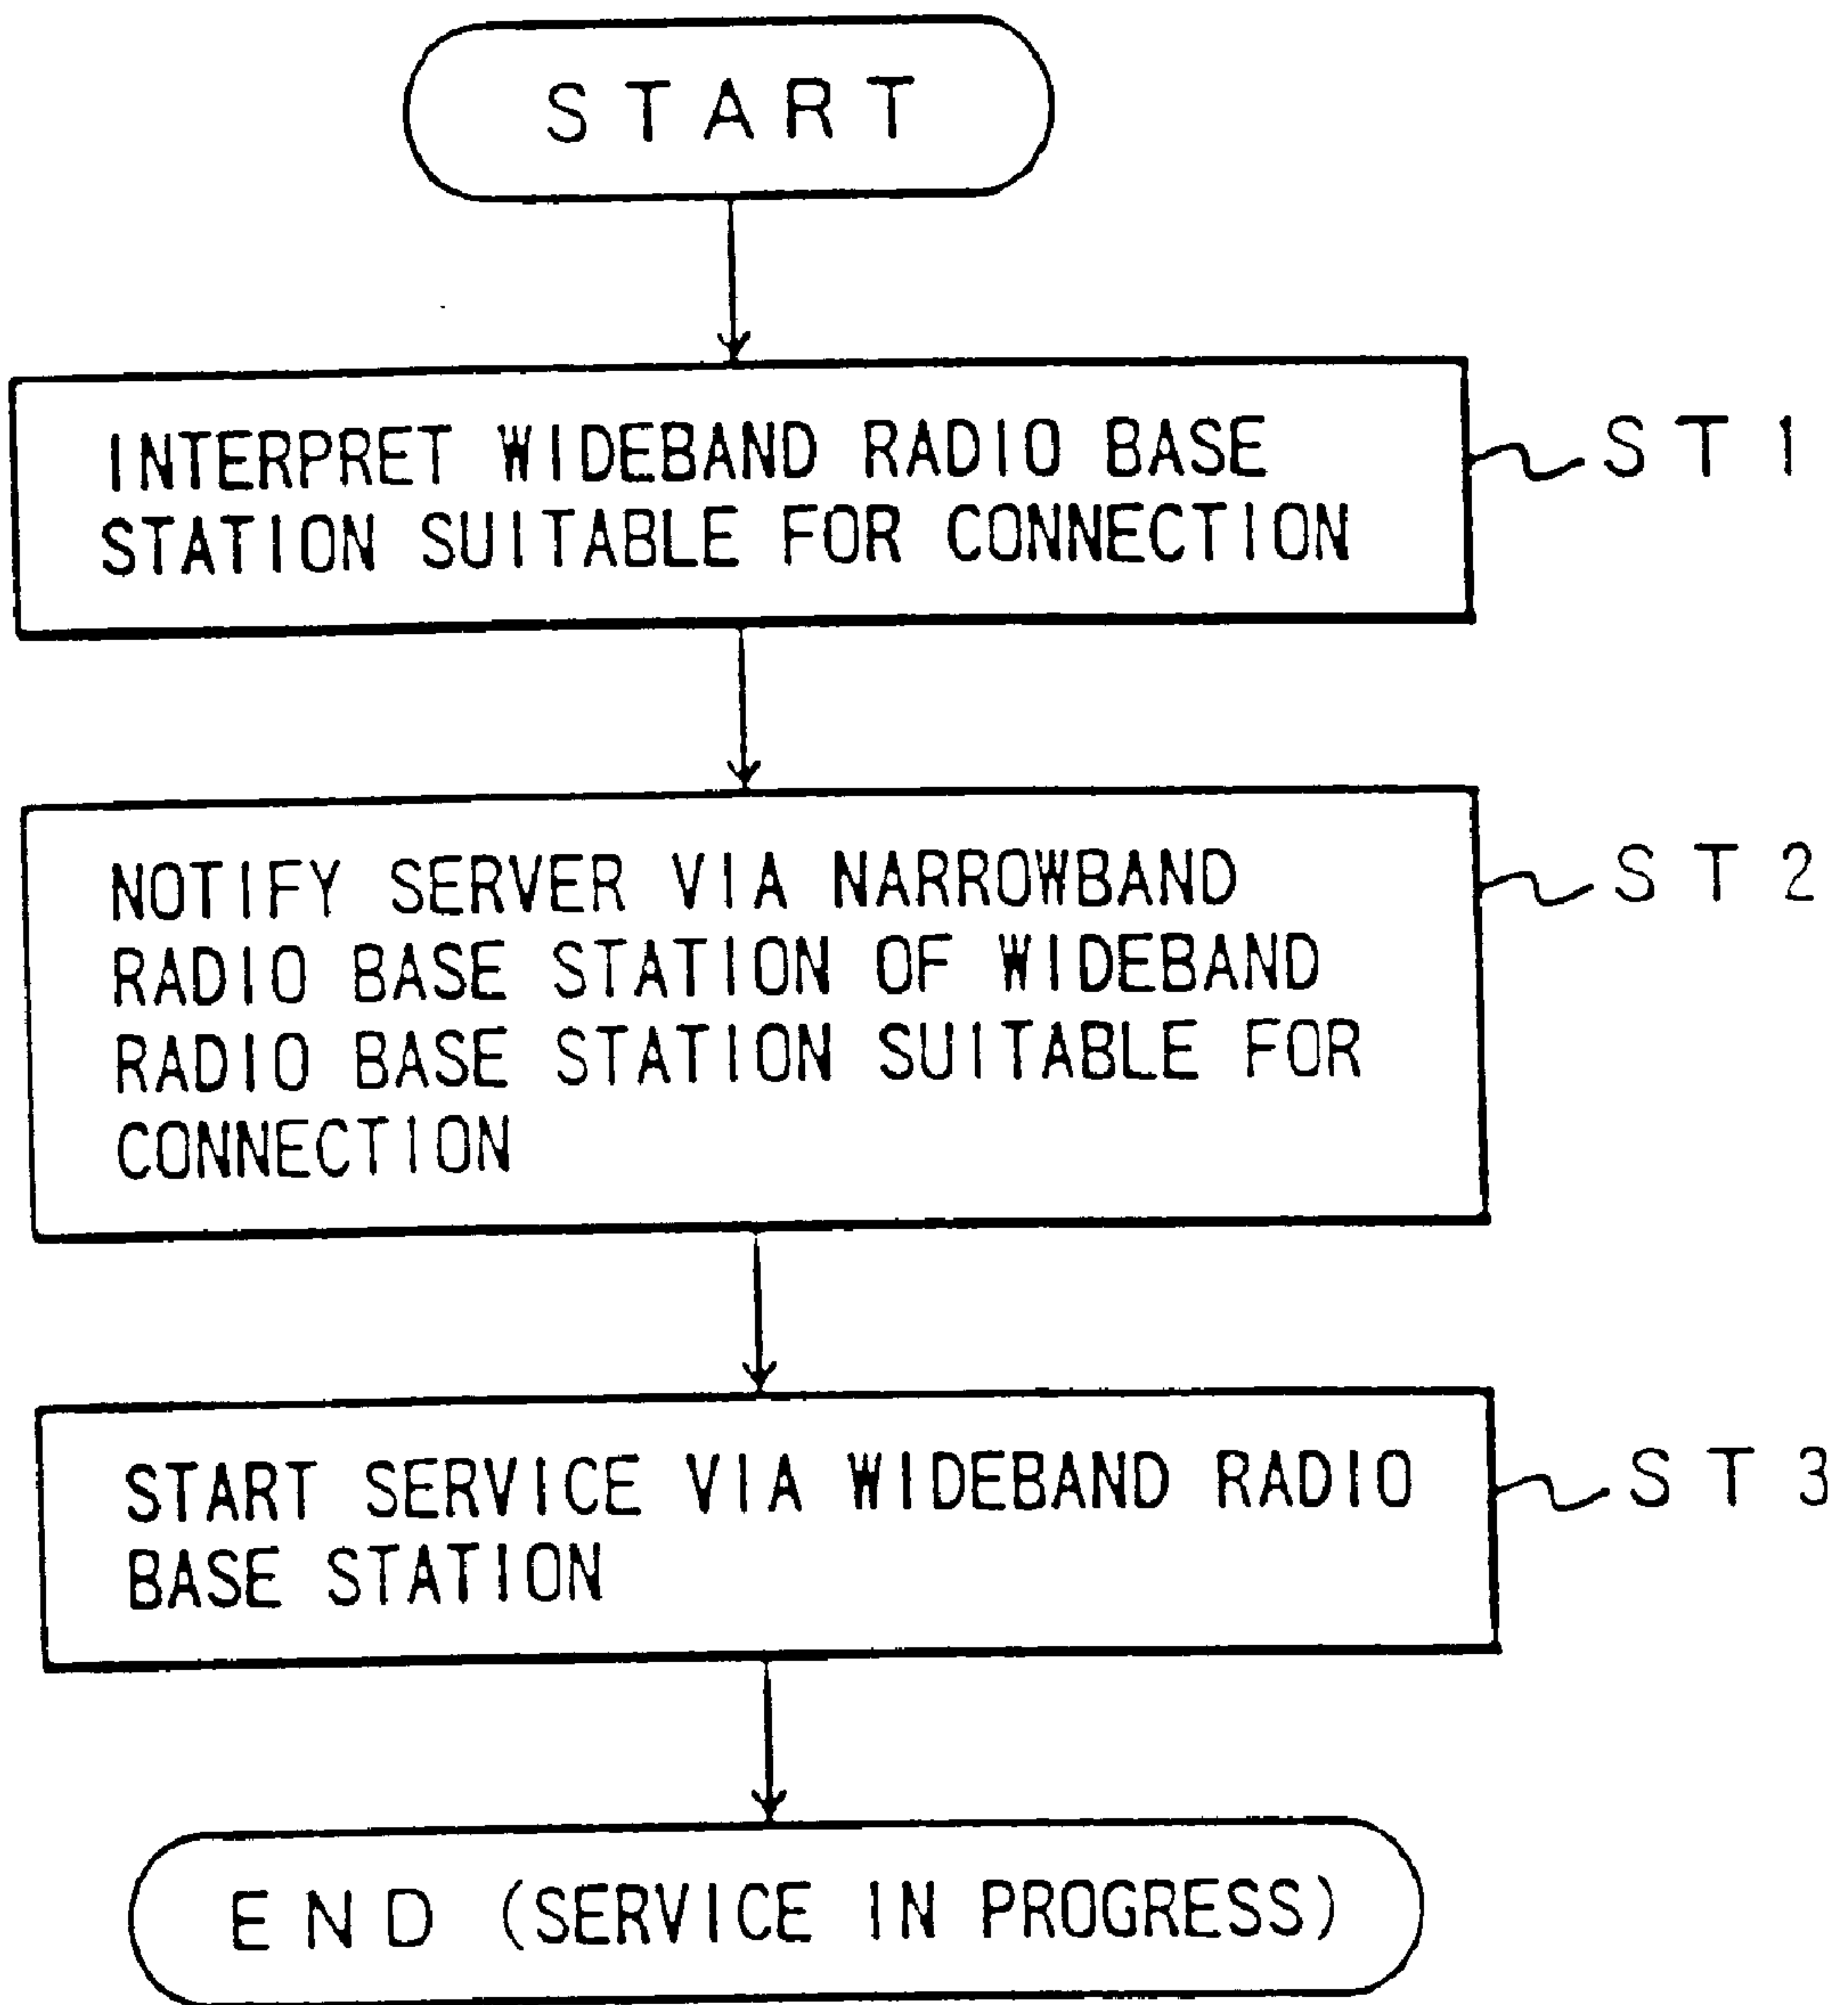 START
INTERPRET WIDEBAND RADIO BASE
STATION SUITABLE FOR CONNECTION
ST1
NOTIFY SERVER VIA NARROWBAND
RADIO BASE STATION OF WIDEBAND
RADIO BASE STATION SUITABLE FOR
CONNECTION
ST2
START SERVICE VIA WIDEBAND RADIO
BASE STATION
ST3
END (SERVICE IN PROGRESS)